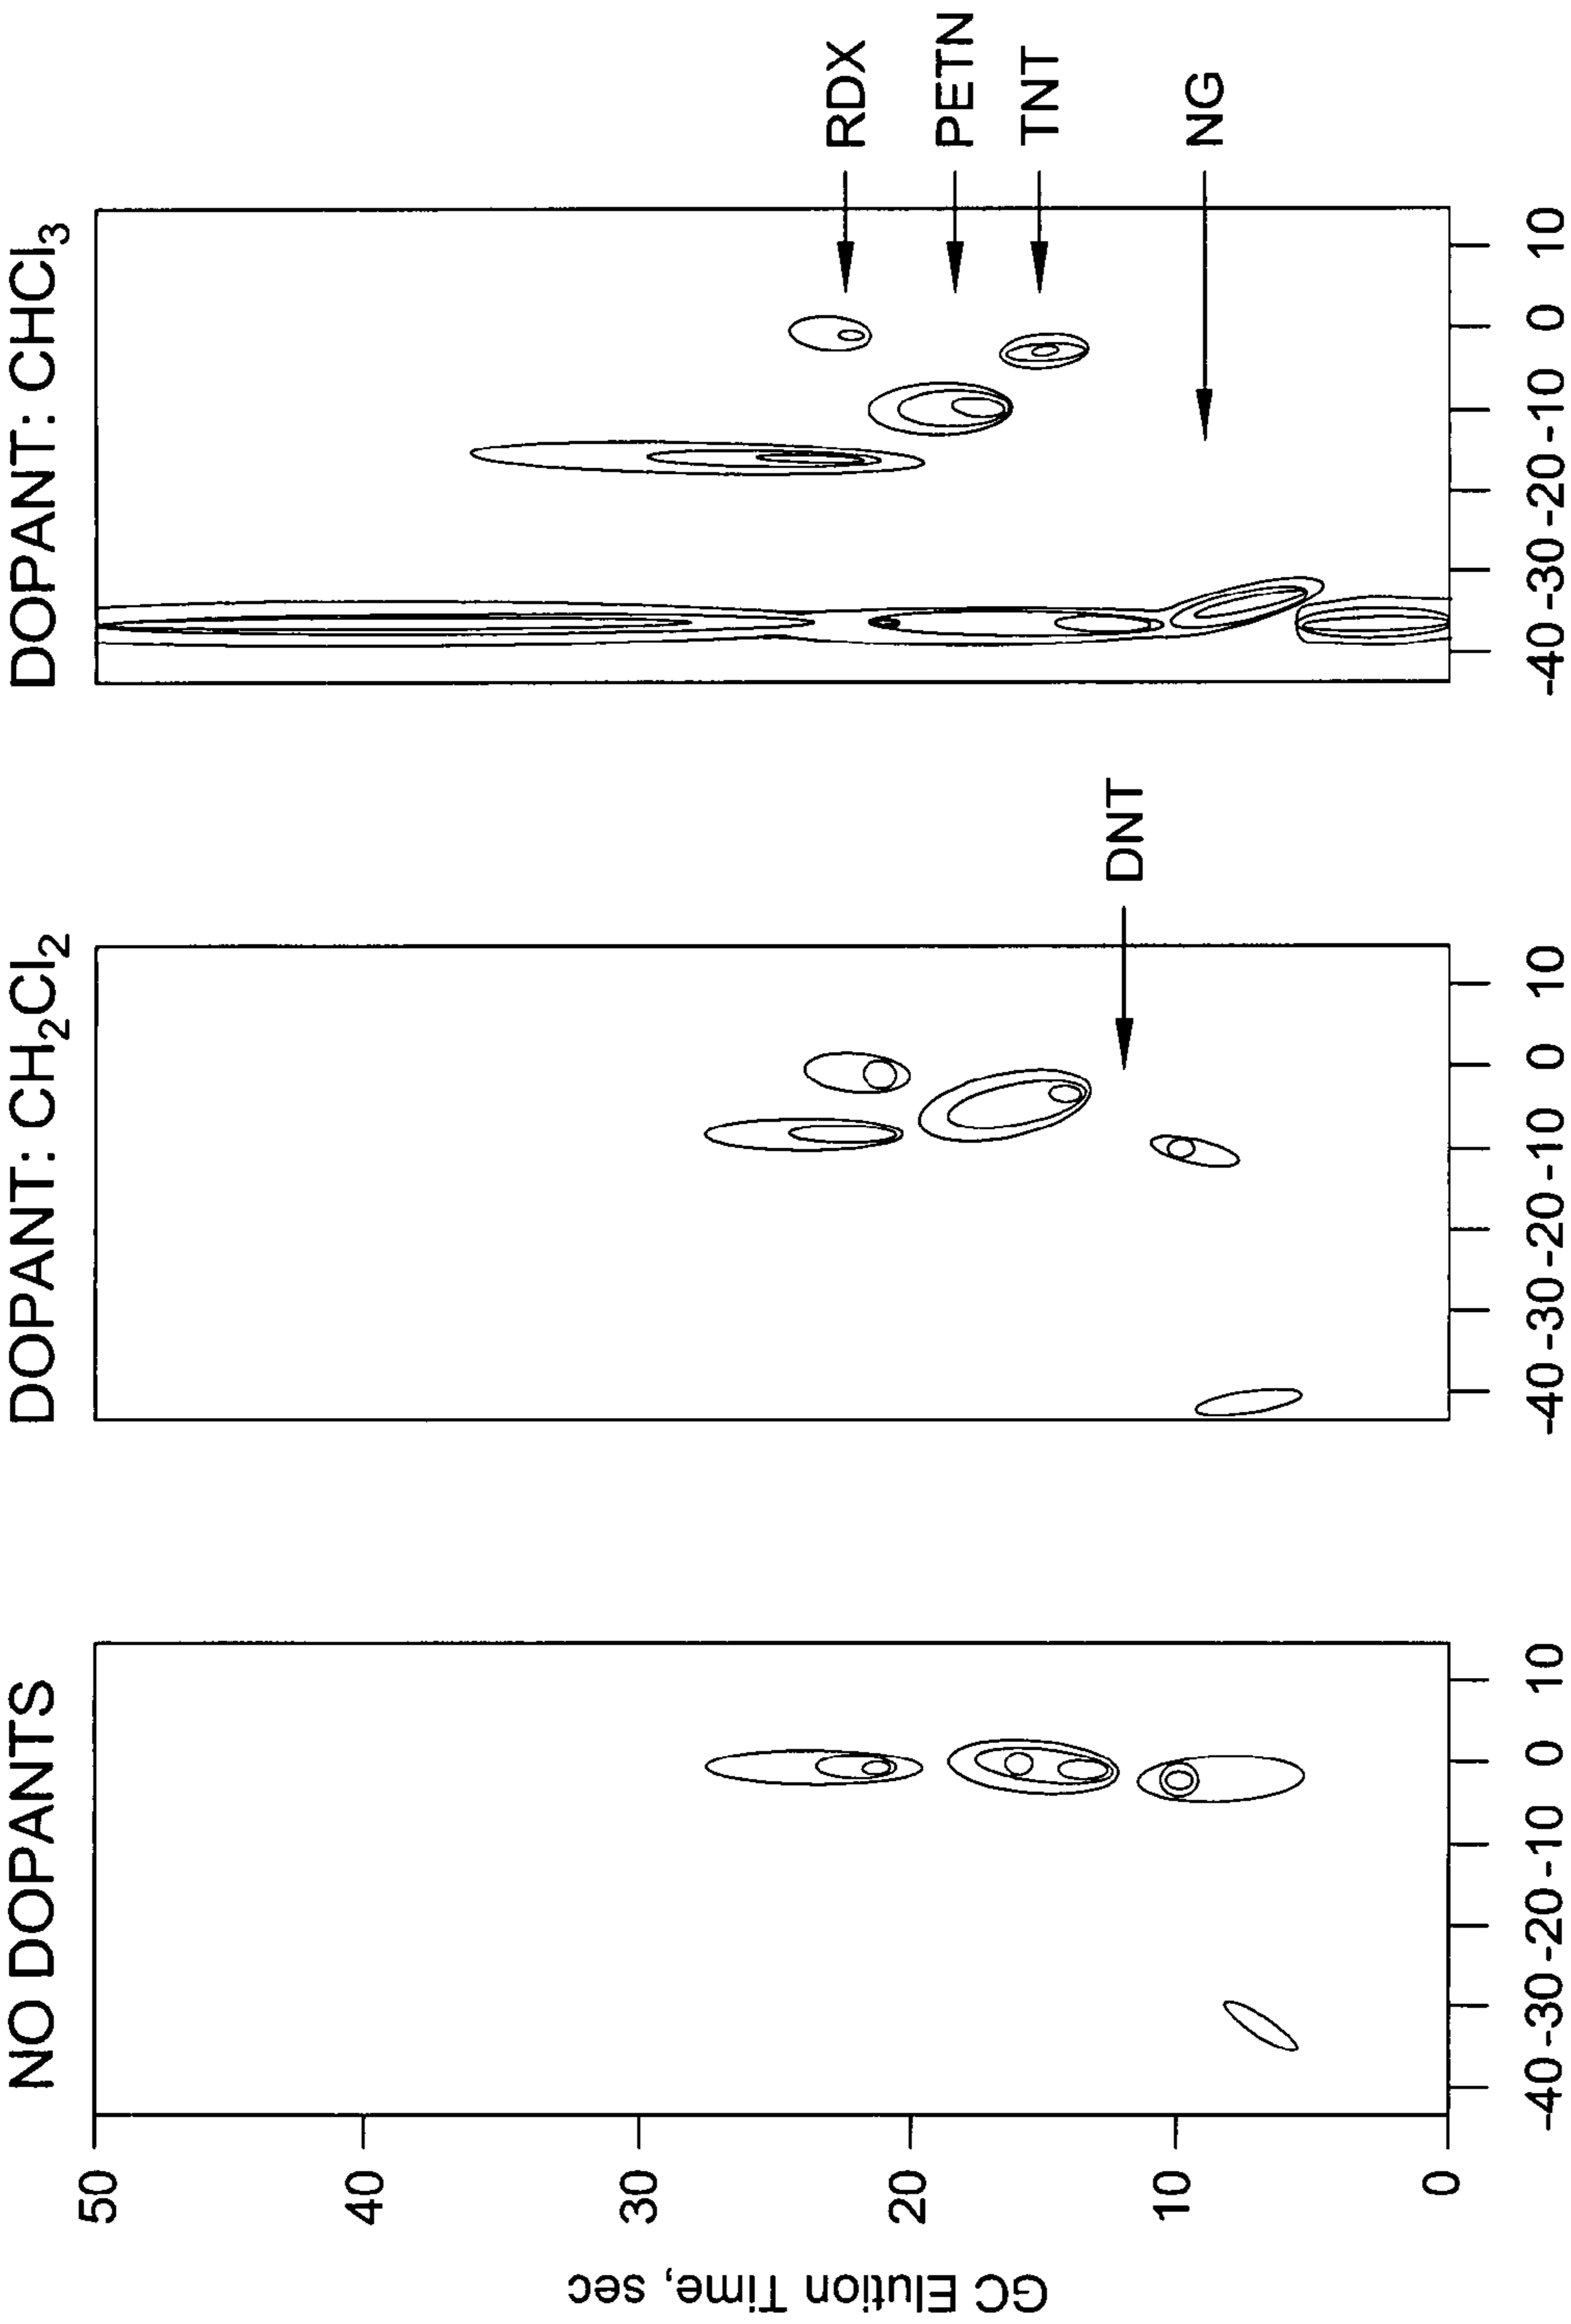 NO DOPANTS
DOPANT: CH₂Cl₂
DOPANT: CHCl₃
GC Elution Time, sec
50
40
30
20
10
0
-40 -30 -20 -10 0 10
-40 -30 -20 -10 0 10
-40 -30 -20 -10 0 10
DNT
RDX
PETN
TNT
NG